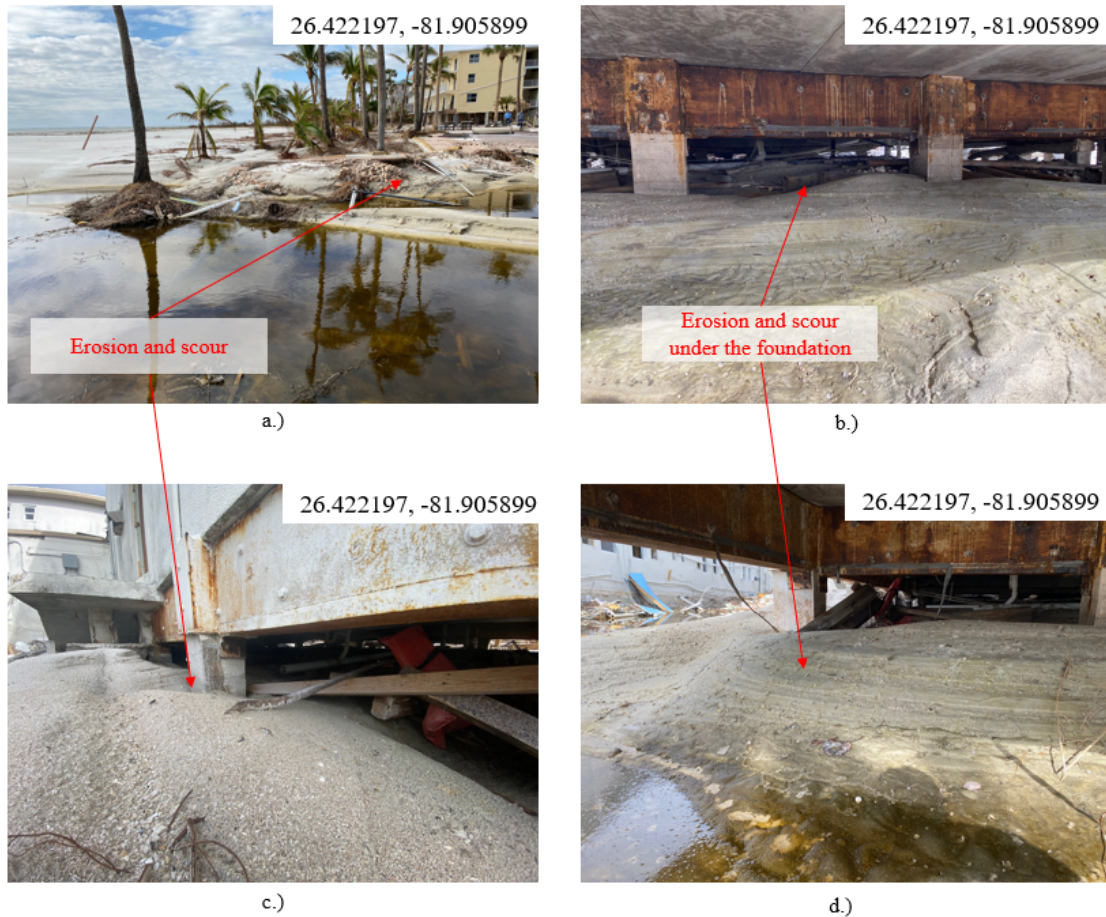 26.422197, -81.905899
26.422197, -81.905899
Erosion and scour
Erosion and scour
under the foundation
a.)
b.)
26.422197, -81.905899
26.422197, -81.905899
c.)
d.)